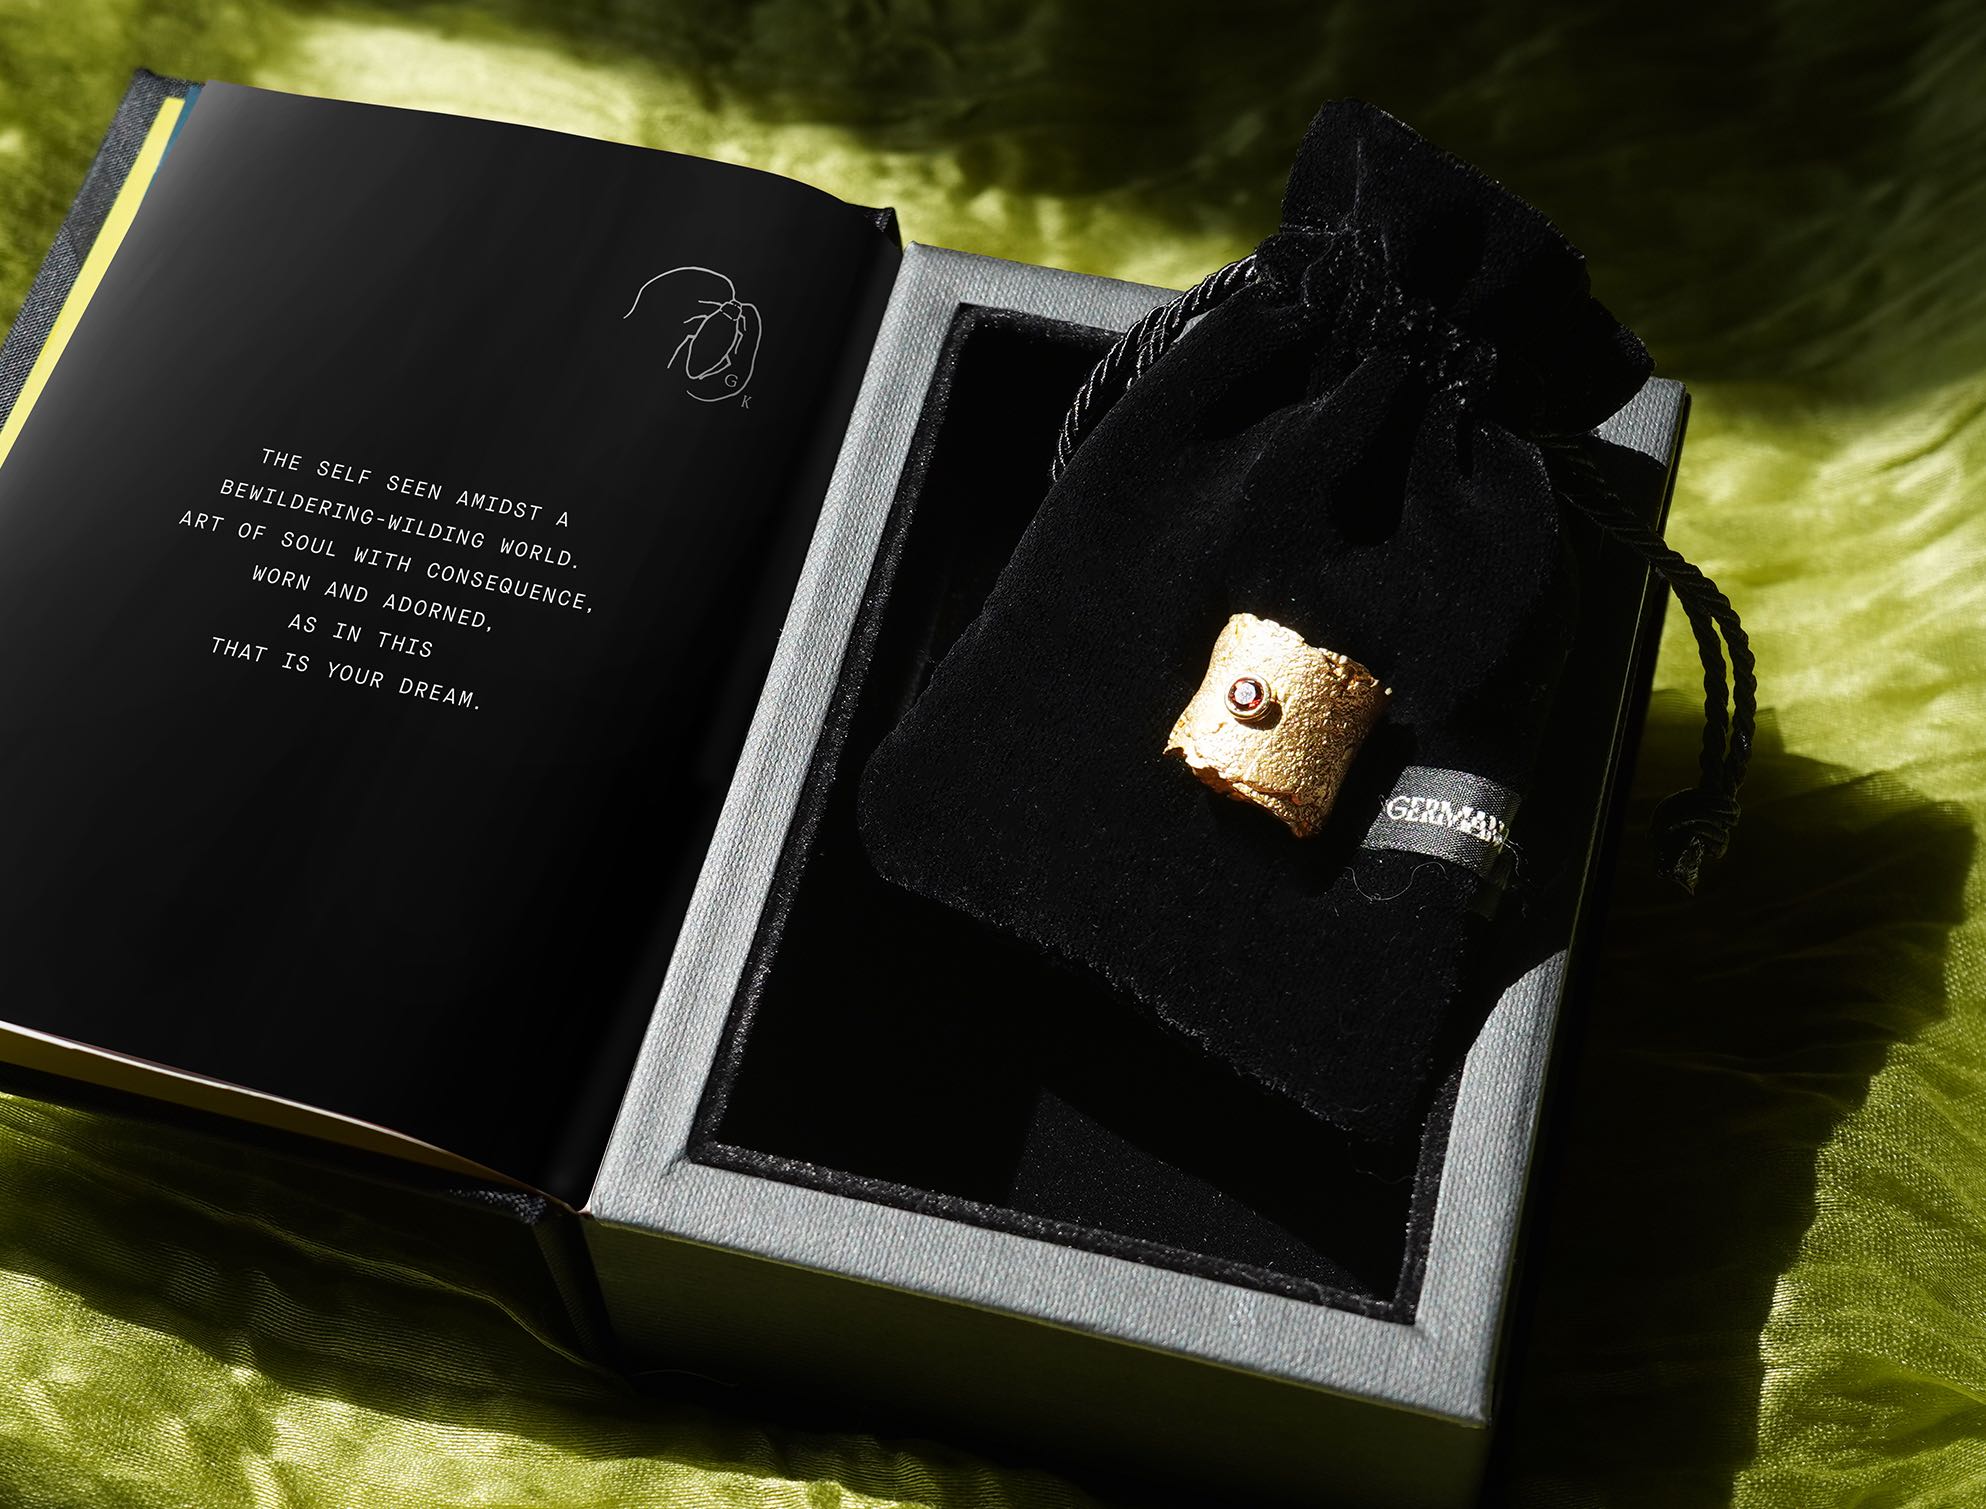 G
K
THE SELF SEEN AMIDST A
BEWILDERING-WILDING WORLD.
ART OF SOUL WITH CONSEQUENCE,
WORN AND ADORNED,
AS IN THIS
THAT IS YOUR DREAM.